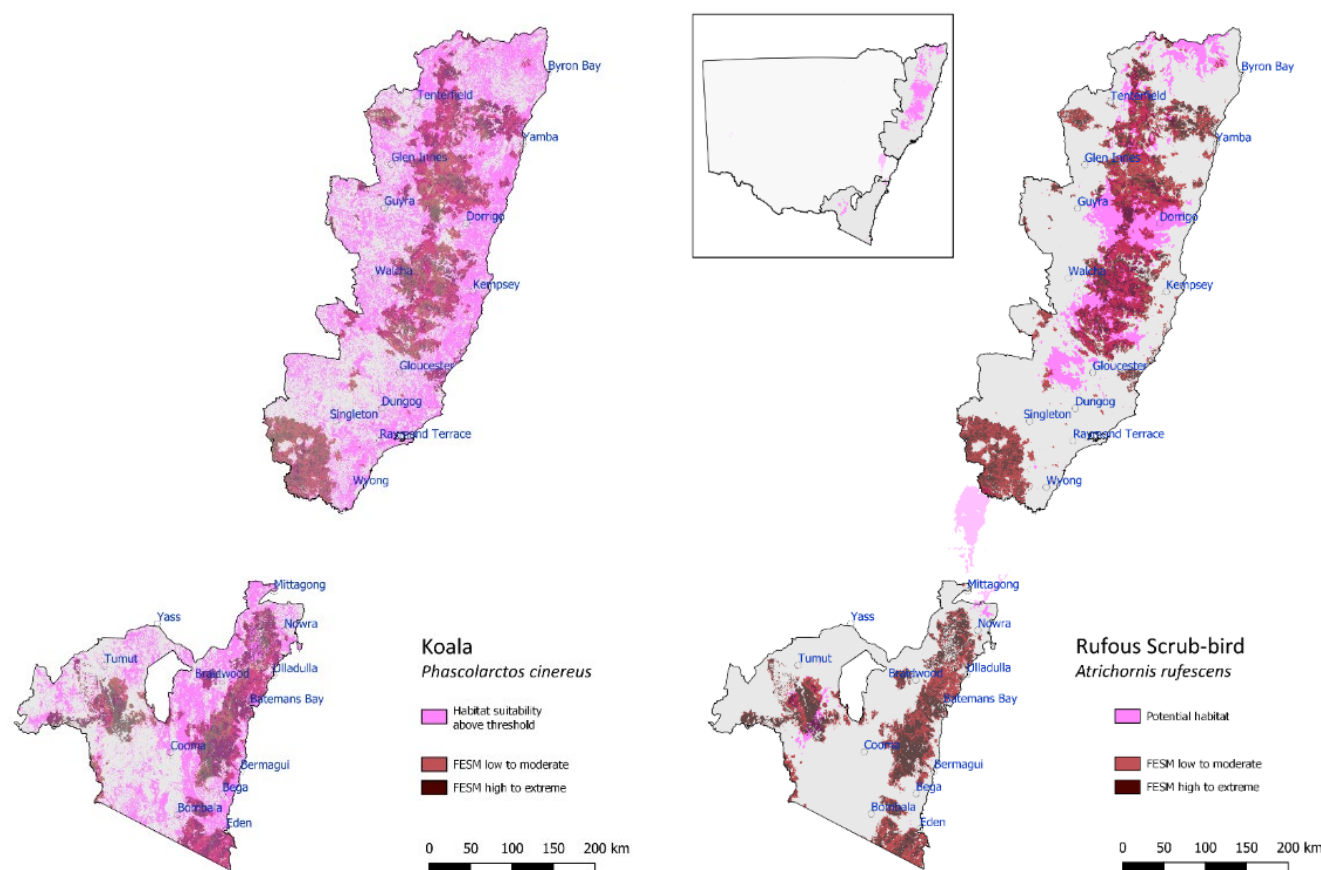 Byron Bay
Tenterfield
Yamba
Glen Innes
Guyra
Dorrigo
Walcha
Kempsey
Gloucester
Dungog
Singleton
Raymond Terrace
Wyong
Mittagong
Yass
Nowra
Tumut
Ulladulla
Braidwood
Batemans Bay
Cooma
Bermagui
Bega
Bombala
Eden
Koala
Phascolarctos cinereus
Habitat suitability
above threshold
FESM low to moderate
FESM high to extreme
0 50 100 150 200 km
Byron Bay
Tenterfield
Yamba
Glen Innes
Guyra
Dorrigo
Walcha
Kempsey
Gloucester
Dungog
Singleton
Raymond Terrace
Wyong
Mittagong
Yass
Nowra
Tumut
Ulladulla
Braidwood
Batemans Bay
Cooma
Bermagui
Bega
Bombala
Eden
Rufous Scrub-bird
Atrichornis rufescens
Potential habitat
FESM low to moderate
FESM high to extreme
0 50 100 150 200 km